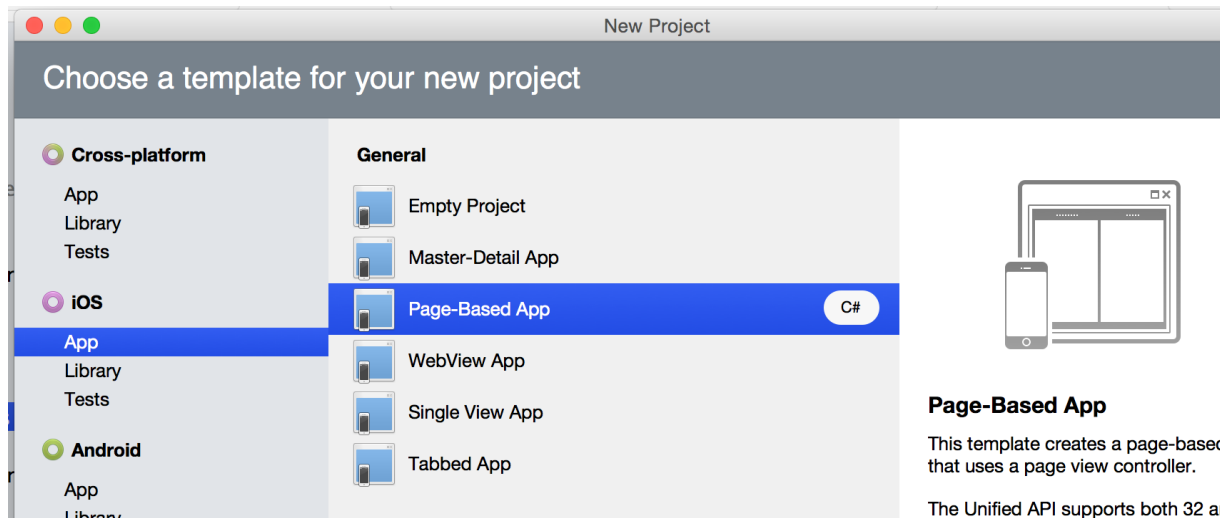 New Project
Choose a template for your new project
Cross-platform
App
Library
Tests
iOS
App
Library
Tests
Android
App
Library
General
Empty Project
Master-Detail App
Page-Based App
C#
WebView App
Single View App
Tabbed App
Page-Based App
This template creates a page-based
that uses a page view controller.
The Unified API supports both 32